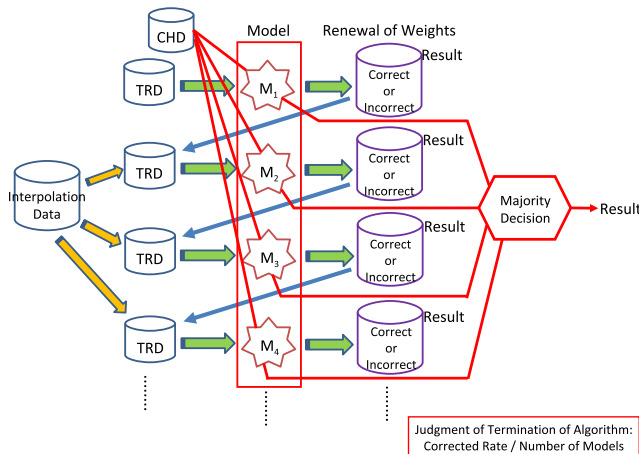 Model
Renewal of Weights
CHD
Result
TRD
M1
Correct
or
Incorrect
Result
TRD
M2
Correct
or
Incorrect
Interpolation
Data
Majority
Decision
Result
Result
TRD
M3
Correct
or
Incorrect
Result
TRD
M4
Correct
or
Incorrect
Judgment of Termination of Algorithm:
Corrected Rate / Number of Models